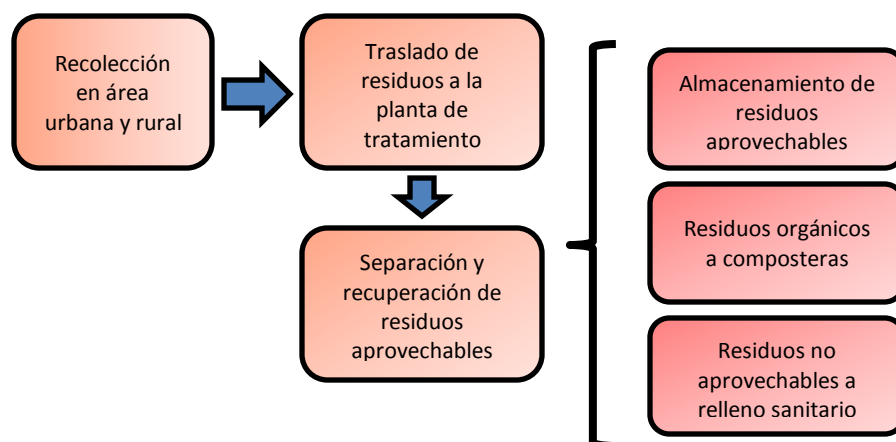 Recolección
en área
urbana y rural
Traslado de
residuos a la
planta de
tratamiento
Separación y
recuperación de
residuos
aprovechables
Almacenamiento de
residuos
aprovechables
Residuos orgánicos
a composteras
Residuos no
aprovechables a
relleno sanitario